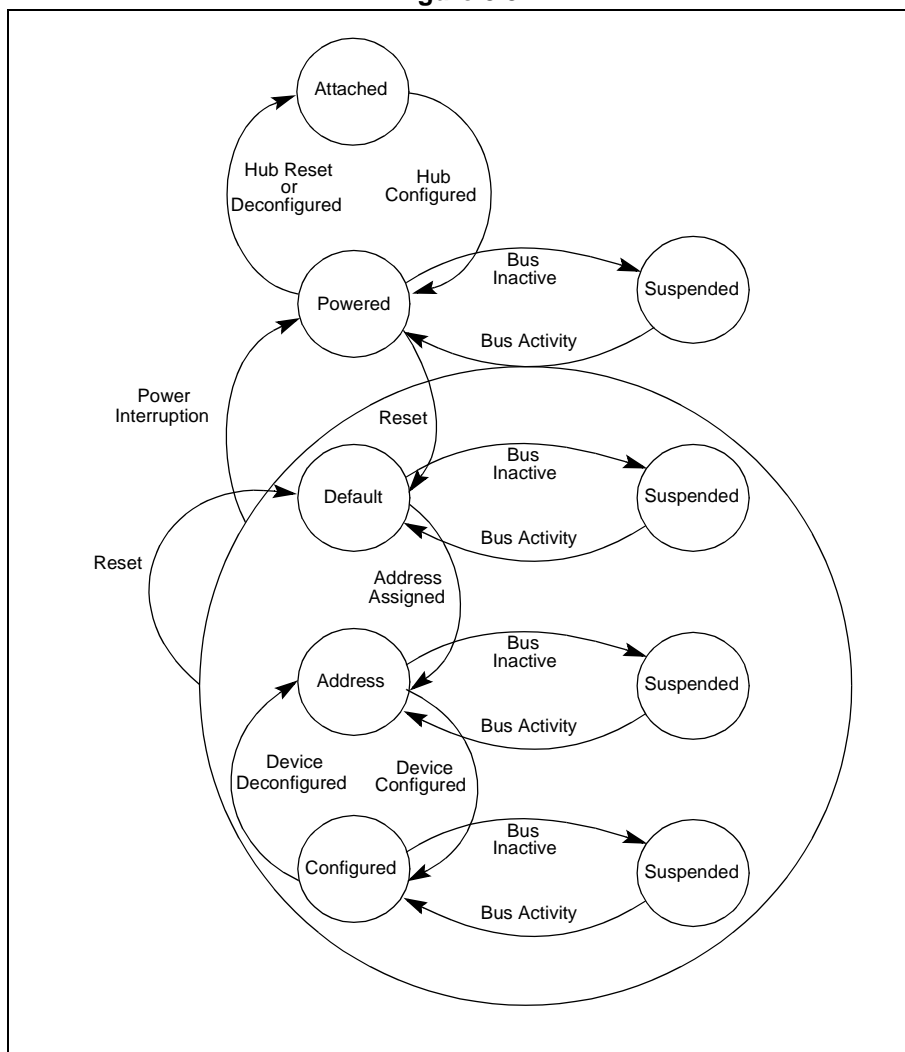 Attached
Hub Reset
or
Deconfigured
Hub
Configured
Bus
Inactive
Powered
Suspended
Bus Activity
Power
Interruption
Reset
Bus
Inactive
Default
Suspended
Bus Activity
Reset
Address
Assigned
Bus
Inactive
Address
Suspended
Bus Activity
Device
Deconfigured
Device
Configured
Bus
Inactive
Configured
Suspended
Bus Activity